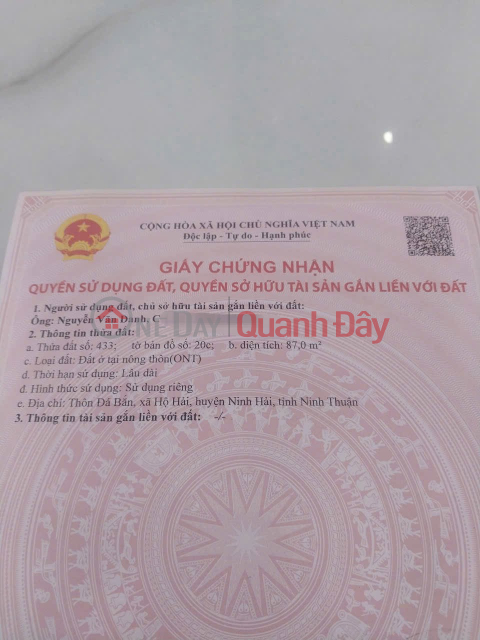 CỘNG HÒA XÃ HỘI CHỦ NGHĨA VIỆT NAM
Độc lập - Tự do - Hạnh phúc
GIẤY CHỨNG NHẬN
QUYỀN SỬ DỤNG ĐẤT, QUYỀN SỞ HỮU TÀI SẢN GẮN LIỀN VỚI ĐẤT
1. Người sử dụng đất, chủ sở hữu tài sản gắn liền với đất:
Ông: Nguyễn Văn Danh, C
2. Thông tin thửa đất:
a. Thửa đất số: 433; tờ bản đồ số: 20c; b. diện tích: 87,0 m²
c. Loại đất: Đất ở tại nông thôn(ONT)
d. Thời hạn sử dụng: Lâu dài
đ. Hình thức sử dụng: Sử dụng riêng
e. Địa chỉ: Thôn Đá Bắn, xã Hộ Hải, huyện Ninh Hải, tỉnh Ninh Thuận
3. Thông tin tài sản gắn liền với đất: -/-
ONEDAY Quanh Đây